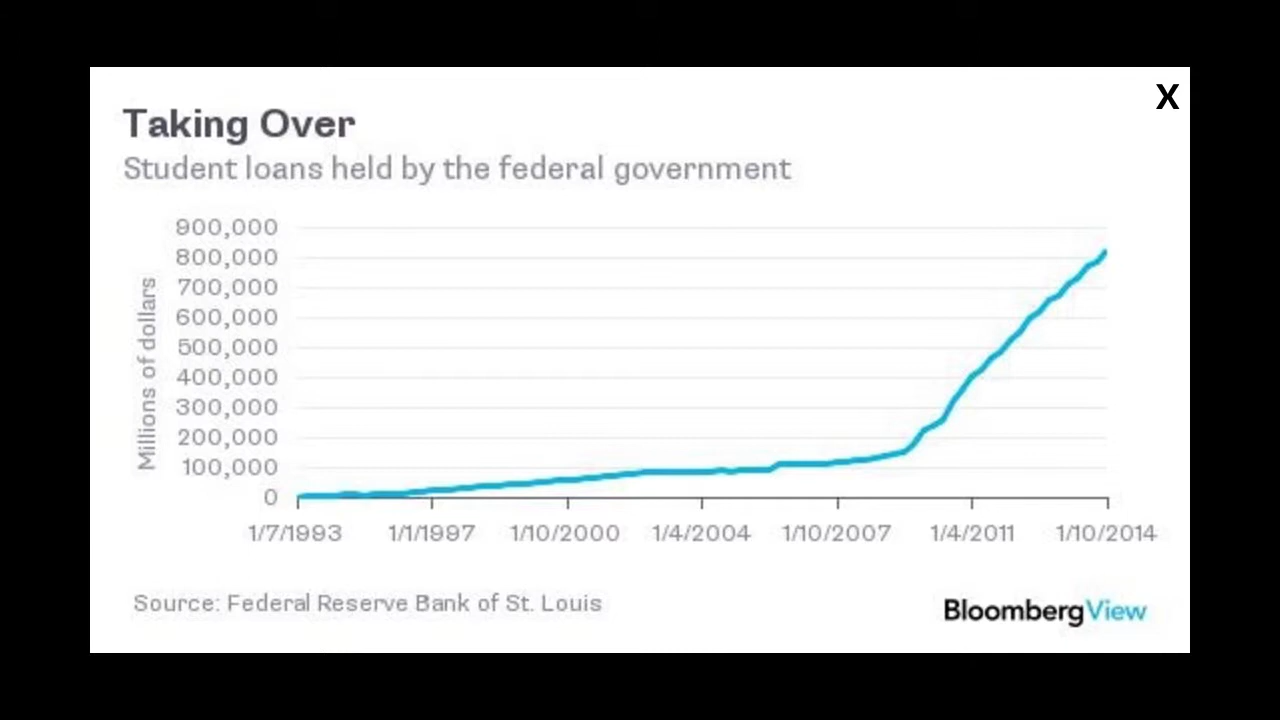 X
Taking Over
Student loans held by the federal government
Millions of dollars
900,000
800,000
700,000
600,000
500,000
400,000
300,000
200,000
100,000
0
1/7/1993 1/1/1997 1/10/2000 1/4/2004 1/10/2007 1/4/2011 1/10/2014
Source: Federal Reserve Bank of St. Louis
BloombergView